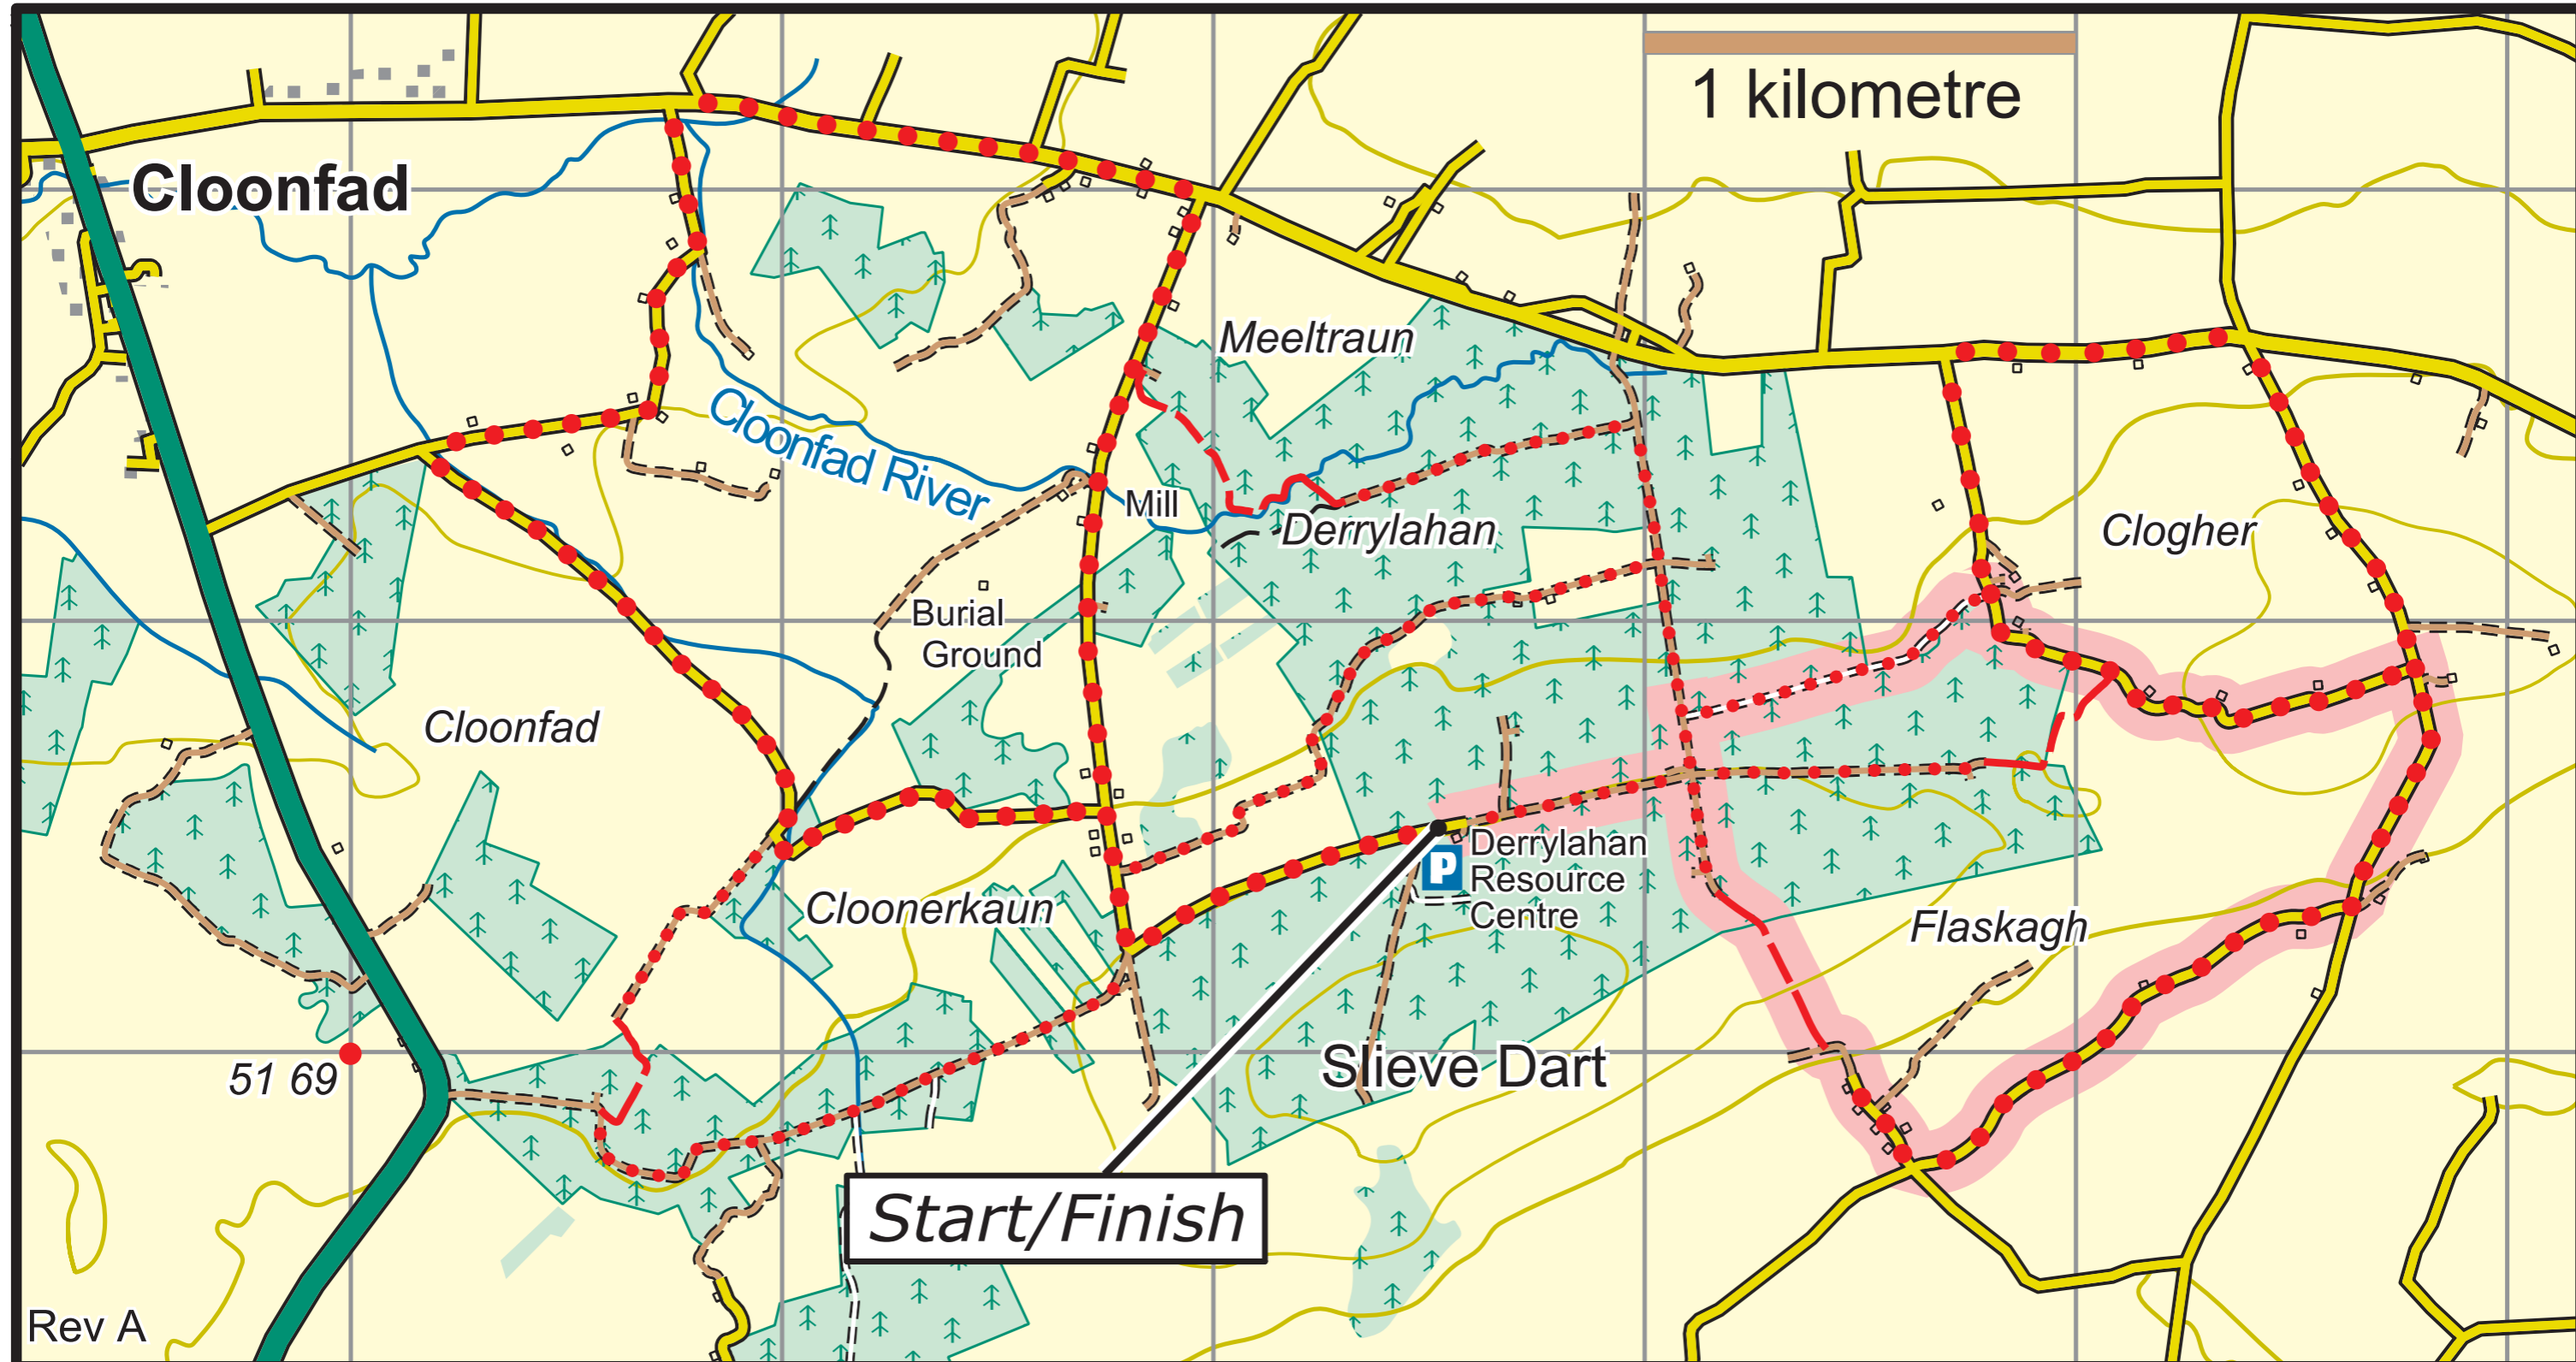 1 kilometre
Cloonfad
Meeltraun
Cloonfad River
Mill
Derrylahan
Clogher
Burial
Ground
Cloonfad
P
Derrylahan
Resource
Centre
Cloonerkaun
Flaskagh
Slieve Dart
51 69
Start/Finish
Rev A